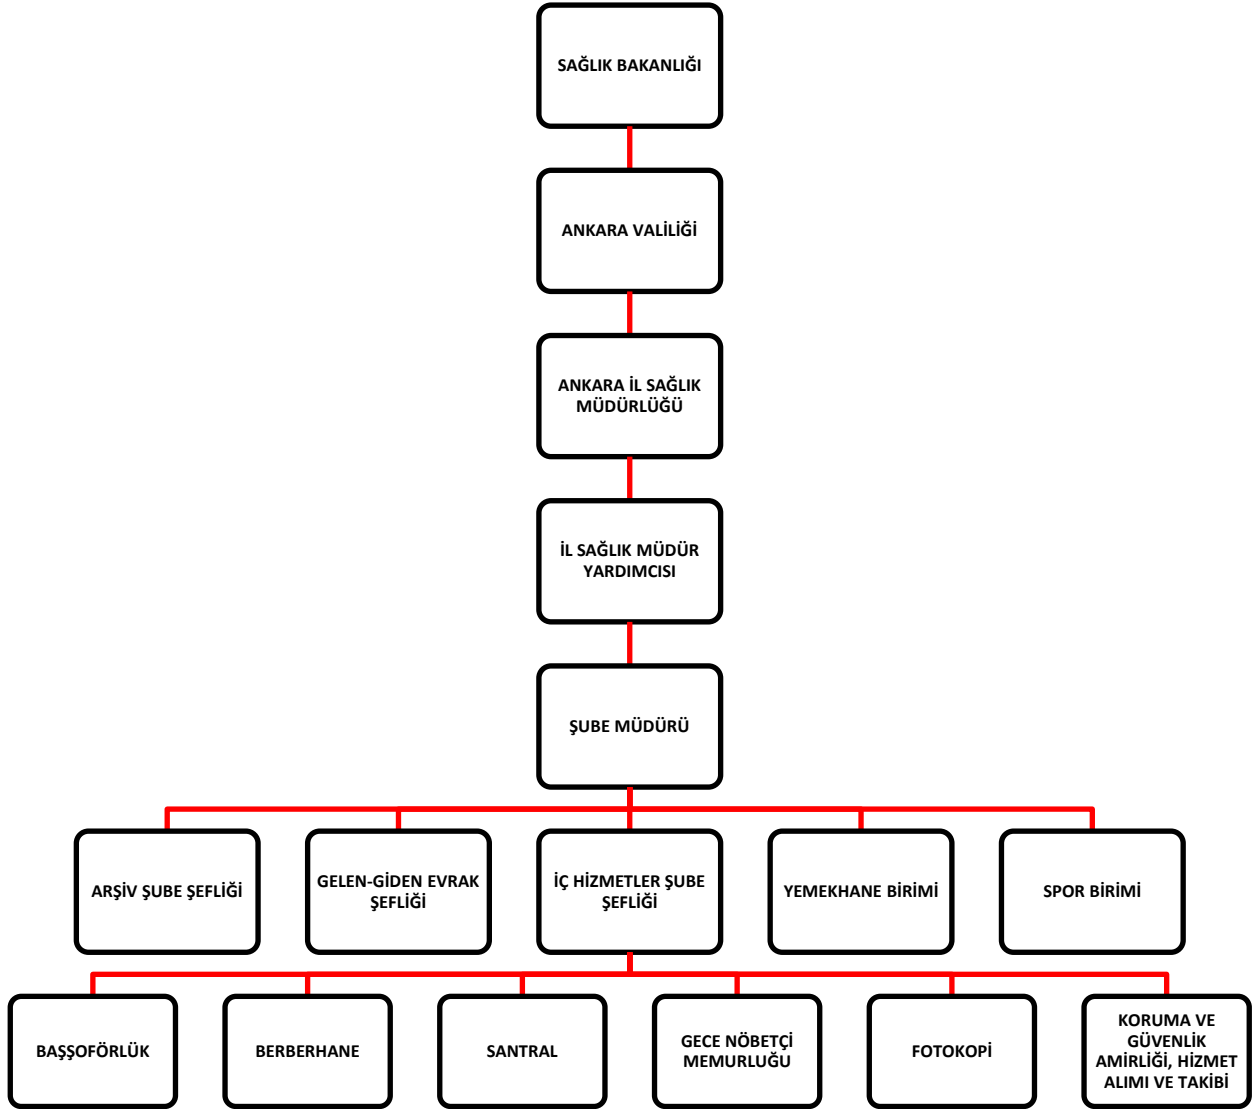 SAĞLIK BAKANLIĞI
ANKARA VALİLİĞİ
ANKARA İL SAĞLIK
MÜDÜRLÜĞÜ
İL SAĞLIK MÜDÜR
YARDIMCISI
ŞUBE MÜDÜRÜ
ARŞİV ŞUBE ŞEFLİĞİ
GELEN-GİDEN EVRAK
ŞEFLİĞİ
İÇ HİZMETLER ŞUBE
ŞEFLİĞİ
YEMEKHANE BİRİMİ
SPOR BİRİMİ
BAŞŞOFÖRLÜK
BERBERHANE
SANTRAL
GECE NÖBETÇİ
MEMURLUĞU
FOTOKOPİ
KORUMA VE
GÜVENLİK
AMİRLİĞİ, HİZMET
ALIMI VE TAKİBİ